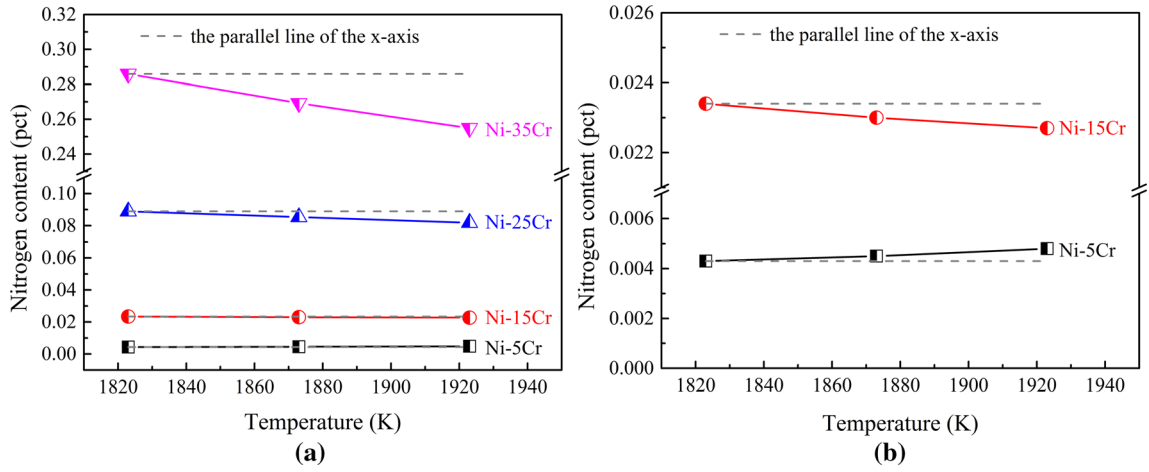 0.32
the parallel line of the x-axis
0.30
0.28
0.26
Ni-35Cr
0.24
0.10
0.08
Ni-25Cr
0.06
0.04
0.02
Ni-15Cr
0.00
Ni-5Cr
1820 1840 1860 1880 1900 1920 1940
Nitrogen content (pct)
Temperature (K)
(a)
0.026
the parallel line of the x-axis
0.024
Ni-15Cr
0.022
0.006
Ni-5Cr
0.004
0.002
0.000
1820 1840 1860 1880 1900 1920 1940
Nitrogen content (pct)
Temperature (K)
(b)